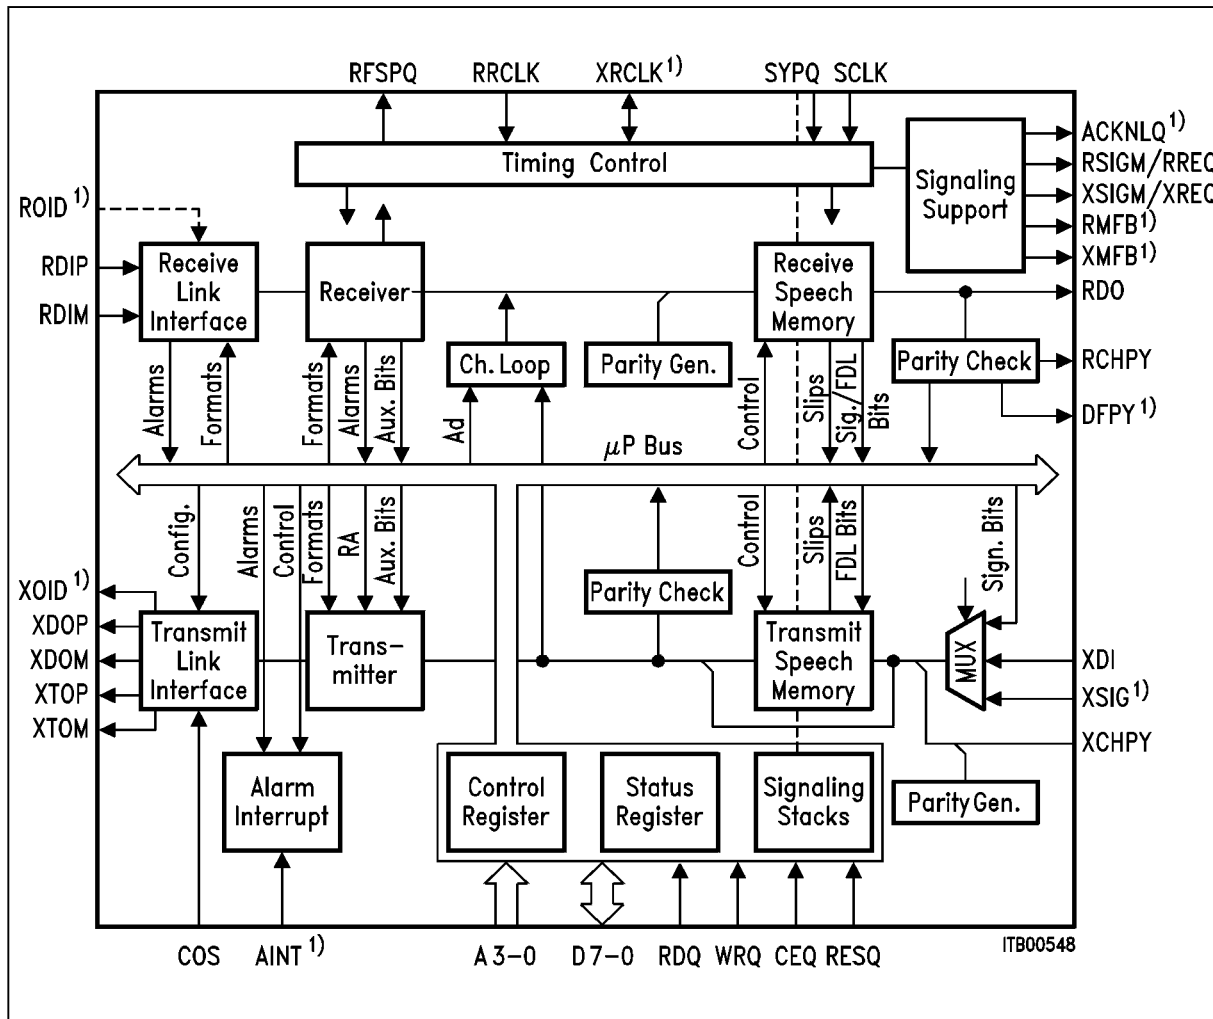 RFSPQ
RRCLK
XRCLK 1)
SYPQ
SCLK
Timing Control
Signaling
Support
ACKNLQ 1)
RSIGM/RREQ
XSIGM/XREQ
RMFB 1)
XMFB 1)
RDO
ROID 1)
RDIP
RDIM
Receive
Link
Interface
Receiver
Receive
Speech
Memory
Ch. Loop
Parity Gen.
Parity Check
RCHPY
DFPY 1)
Alarms
Formats
Formats
Alarms
Aux. Bits
Ad
Control
Slips
Sig./FDL
Bits
μP Bus
Config.
Alarms
Control
Formats
RA
Aux. Bits
Control
Slips
FDL Bits
Sign. Bits
Parity Check
XOID 1)
XDOP
XDOM
XTOP
XTOM
Transmit
Link
Interface
Trans-
mitter
Transmit
Speech
Memory
MUX
XDI
XSIG 1)
XCHPY
Alarm
Interrupt
Control
Register
Status
Register
Signaling
Stacks
Parity Gen.
COS
AINT 1)
A3-0
D7-0
RDQ
WRQ
CEQ
RESQ
ITB00548